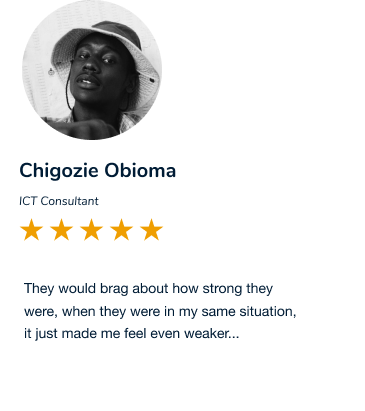 Chigozie Obioma
ICT Consultant
They would brag about how strong they
were, when they were in my same situation,
it just made me feel even weaker...